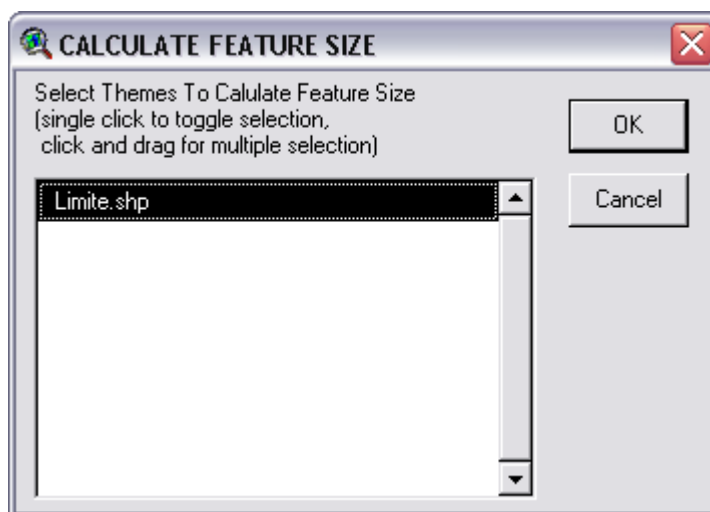 CALCULATE FEATURE SIZE
Select Themes To Calulate Feature Size
(single click to toggle selection,
click and drag for multiple selection)
OK
Limite.shp
Cancel